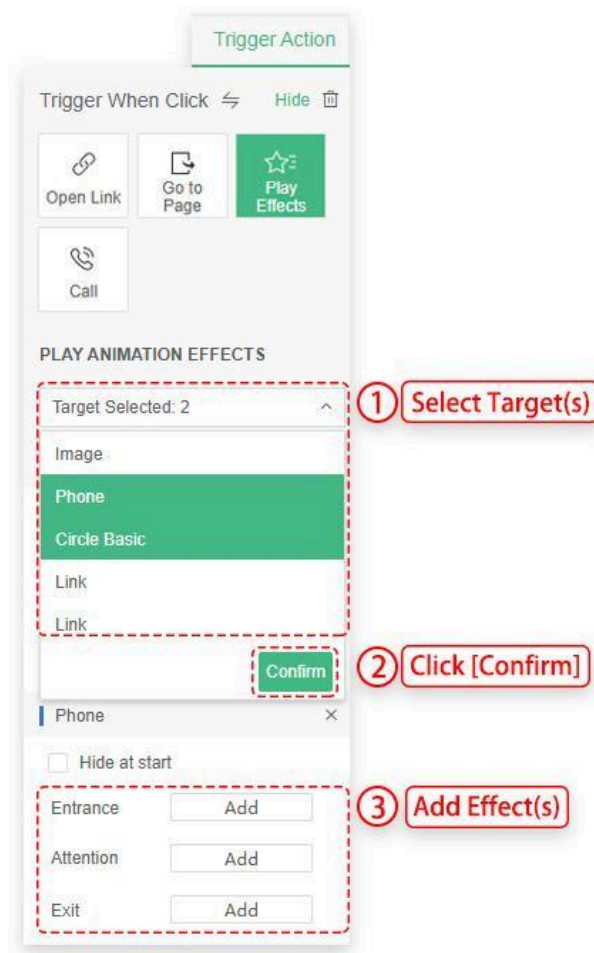 Trigger Action
Trigger When Click Hide
Open Link
Go to
Page
Play
Effects
Call
PLAY ANIMATION EFFECTS
Target Selected: 2
1 Select Target(s)
Image
Phone
Circle Basic
Link
Link
Confirm
2 Click [Confirm]
Phone
Hide at start
3 Add Effect(s)
Entrance Add
Attention Add
Exit Add